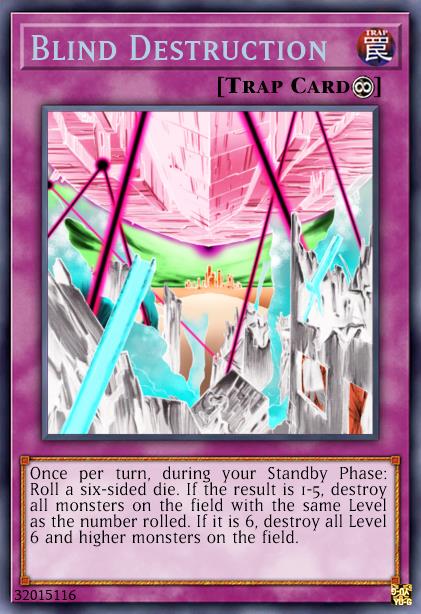 Blind Destruction
TRAP
罠
[Trap Card]
Once per turn, during your Standby Phase:
Roll a six-sided die. If the result is 1-5, destroy
all monsters on the field with the same Level
as the number rolled. If it is 6, destroy all Level
6 and higher monsters on the field.
32015116